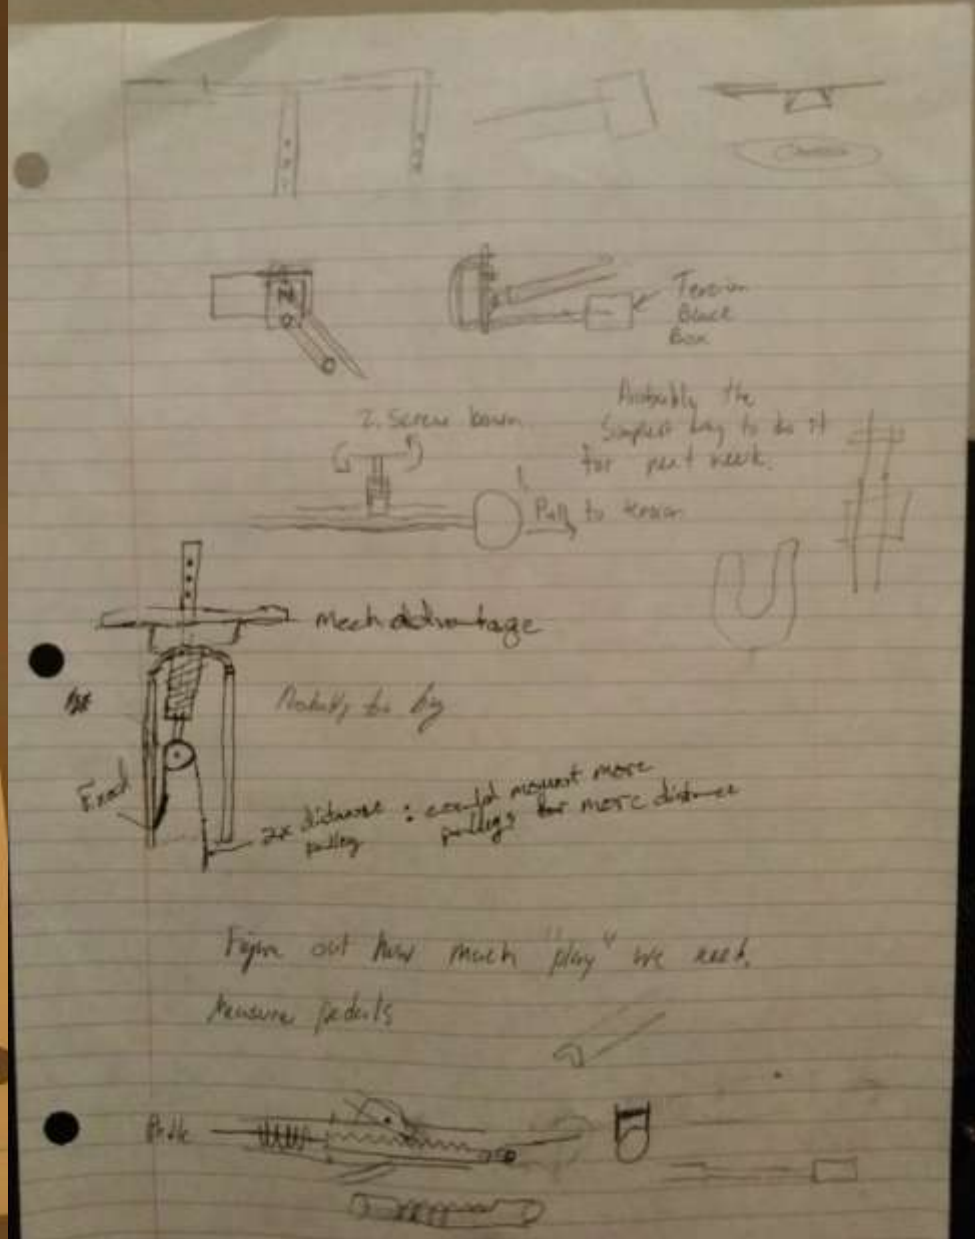 Tension
Black
Box
Probably the
Simplest way to do it
for next week.
2. Screw down
1.
Pull to tension
mech advantage
Probably too big
Fixed
2x distance : could mount more
pulley pulleys for more distance
Figure out how much "play" we need.
Measure pedals